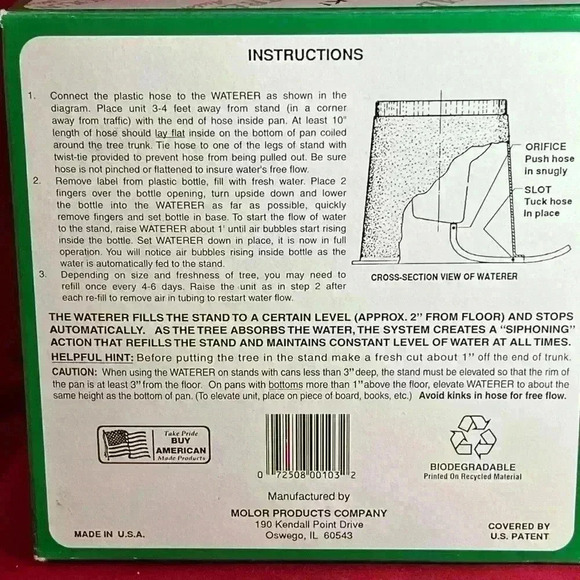 INSTRUCTIONS
1. Connect the plastic hose to the WATERER as shown in the
diagram. Place unit 3-4 feet away from stand (in a corner
away from traffic) with the end of hose inside pan. At least 10"
length of hose should lay flat inside on the bottom of pan coiled
around the tree trunk. Tie hose to one of the legs of stand with
twist-tie provided to prevent hose from being pulled out. Be sure
hose is not pinched or flattened to insure water's free flow.
2. Remove label from plastic bottle, fill with fresh water. Place 2
fingers over the bottle opening, turn upside down and lower
the bottle into the WATERER as far as possible, quickly
remove fingers and set bottle in base. To start the flow of water
to the stand, raise WATERER about 1' until air bubbles start rising
inside the bottle. Set WATERER down in place, it is now in full
operation. You will notice air bubbles rising inside bottle as the
water is automatically fed to the stand.
3. Depending on size and freshness of tree, you may need to
refill once every 4-6 days. Raise the unit as in step 2 after
each re-fill to remove air in tubing to restart water flow.
ORIFICE
Push hose
in snugly
SLOT
Tuck hose
in place
CROSS-SECTION VIEW OF WATERER
THE WATERER FILLS THE STAND TO A CERTAIN LEVEL (APPROX. 2" FROM FLOOR) AND STOPS
AUTOMATICALLY. AS THE TREE ABSORBS THE WATER, THE SYSTEM CREATES A "SIPHONING"
ACTION THAT REFILLS THE STAND AND MAINTAINS CONSTANT LEVEL OF WATER AT ALL TIMES.
HELPFUL HINT: Before putting the tree in the stand make a fresh cut about 1" off the end of trunk.
CAUTION: When using the WATERER on stands with cans less than 3" deep, the stand must be elevated so that the rim of
the pan is at least 3" from the floor. On pans with bottoms more than 1" above the floor, elevate WATERER to about the
same height as the bottom of pan. (To elevate unit, place on piece of board, books, etc.) Avoid kinks in hose for free flow.
Take Pride
BUY
AMERICAN
Made Products
0 72508 00103 2
BIODEGRADABLE
Printed On Recycled Material
Manufactured by
MOLOR PRODUCTS COMPANY
190 Kendall Point Drive
Oswego, IL 60543
MADE IN U.S.A.
COVERED BY
U.S. PATENT